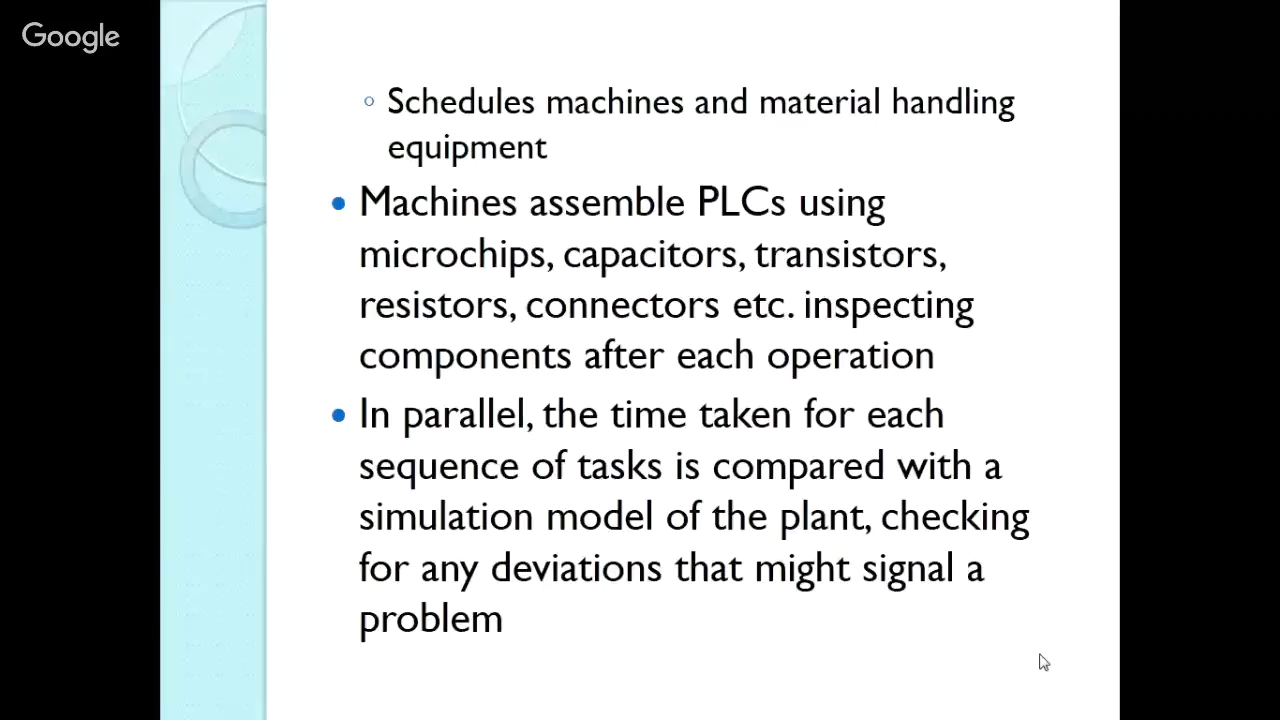 Google
Schedules machines and material handling
equipment
Machines assemble PLCs using
microchips, capacitors, transistors,
resistors, connectors etc. inspecting
components after each operation
In parallel, the time taken for each
sequence of tasks is compared with a
simulation model of the plant, checking
for any deviations that might signal a
problem